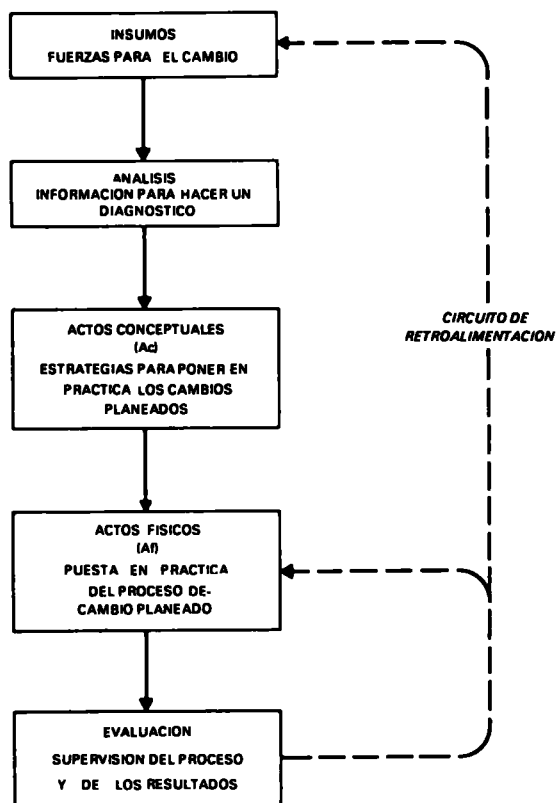 INSUMOS
FUERZAS PARA EL CAMBIO
ANALISIS
INFORMACION PARA HACER UN
DIAGNOSTICO
ACTOS CONCEPTUALES
(Ac)
ESTRATEGIAS PARA PONER EN
PRACTICA LOS CAMBIOS
PLANEADOS
CIRCUITO DE
RETROALIMENTACION
ACTOS FISICOS
(Af)
PUESTA EN PRACTICA
DEL PROCESO DE-
CAMBIO PLANEADO
EVALUACION
SUPERVISION DEL PROCESO
Y DE LOS RESULTADOS